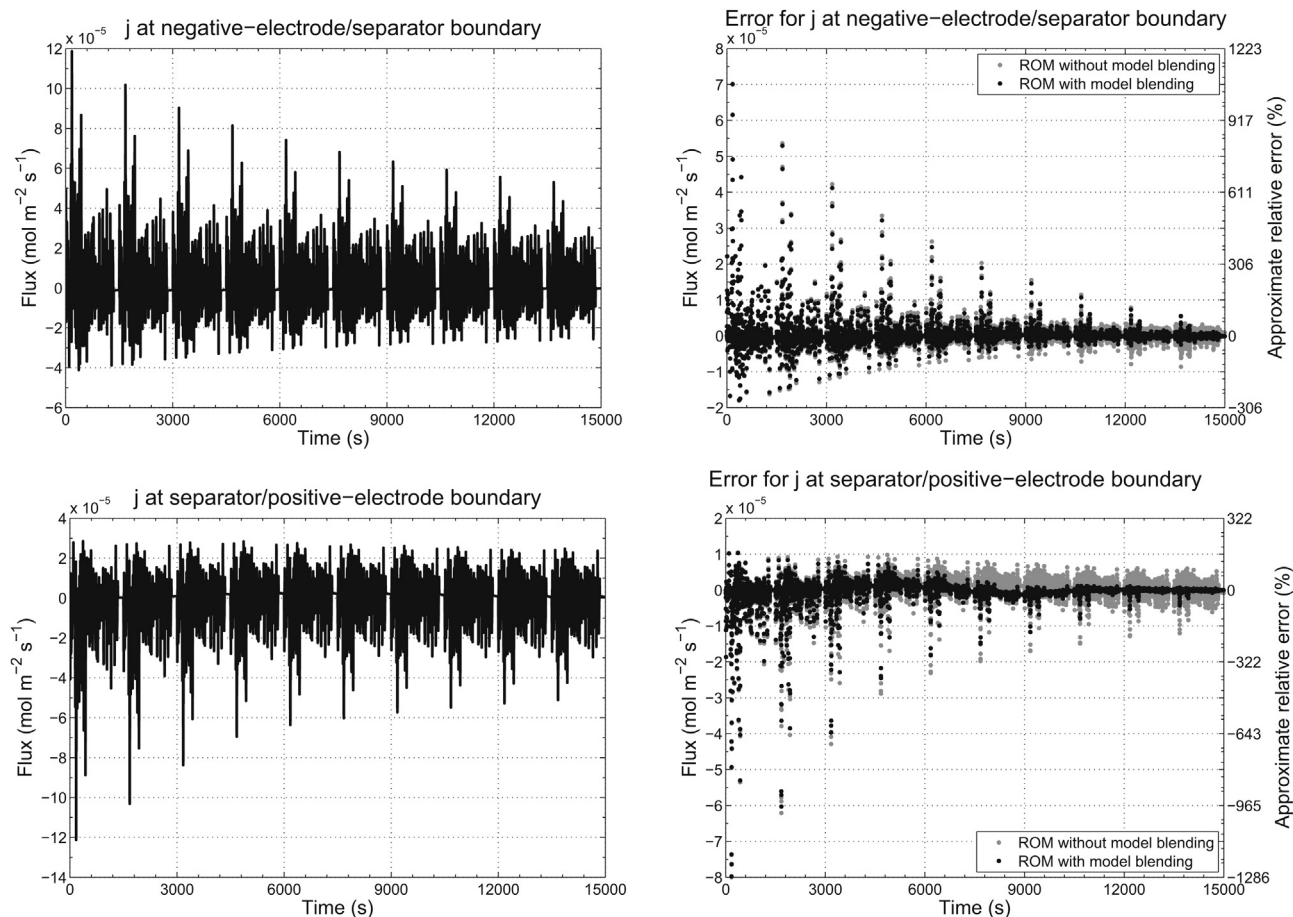 j at negative−electrode/separator boundary
x 10⁻⁵
12
10
8
6
4
2
0
−2
−4
−6
Flux (mol m⁻² s⁻¹)
0 3000 6000 9000 12000 15000
Time (s)
Error for j at negative−electrode/separator boundary
x 10⁻⁵
8
7
6
5
4
3
2
1
0
−1
−2
Flux (mol m⁻² s⁻¹)
ROM without model blending
ROM with model blending
1223
917
611
306
0
−306
Approximate relative error (%)
0 3000 6000 9000 12000 15000
Time (s)
j at separator/positive−electrode boundary
x 10⁻⁵
4
2
0
−2
−4
−6
−8
−10
−12
−14
Flux (mol m⁻² s⁻¹)
0 3000 6000 9000 12000 15000
Time (s)
Error for j at separator/positive−electrode boundary
x 10⁻⁵
2
1
0
−1
−2
−3
−4
−5
−6
−7
−8
Flux (mol m⁻² s⁻¹)
ROM without model blending
ROM with model blending
322
0
−322
−643
−965
−1286
Approximate relative error (%)
0 3000 6000 9000 12000 15000
Time (s)